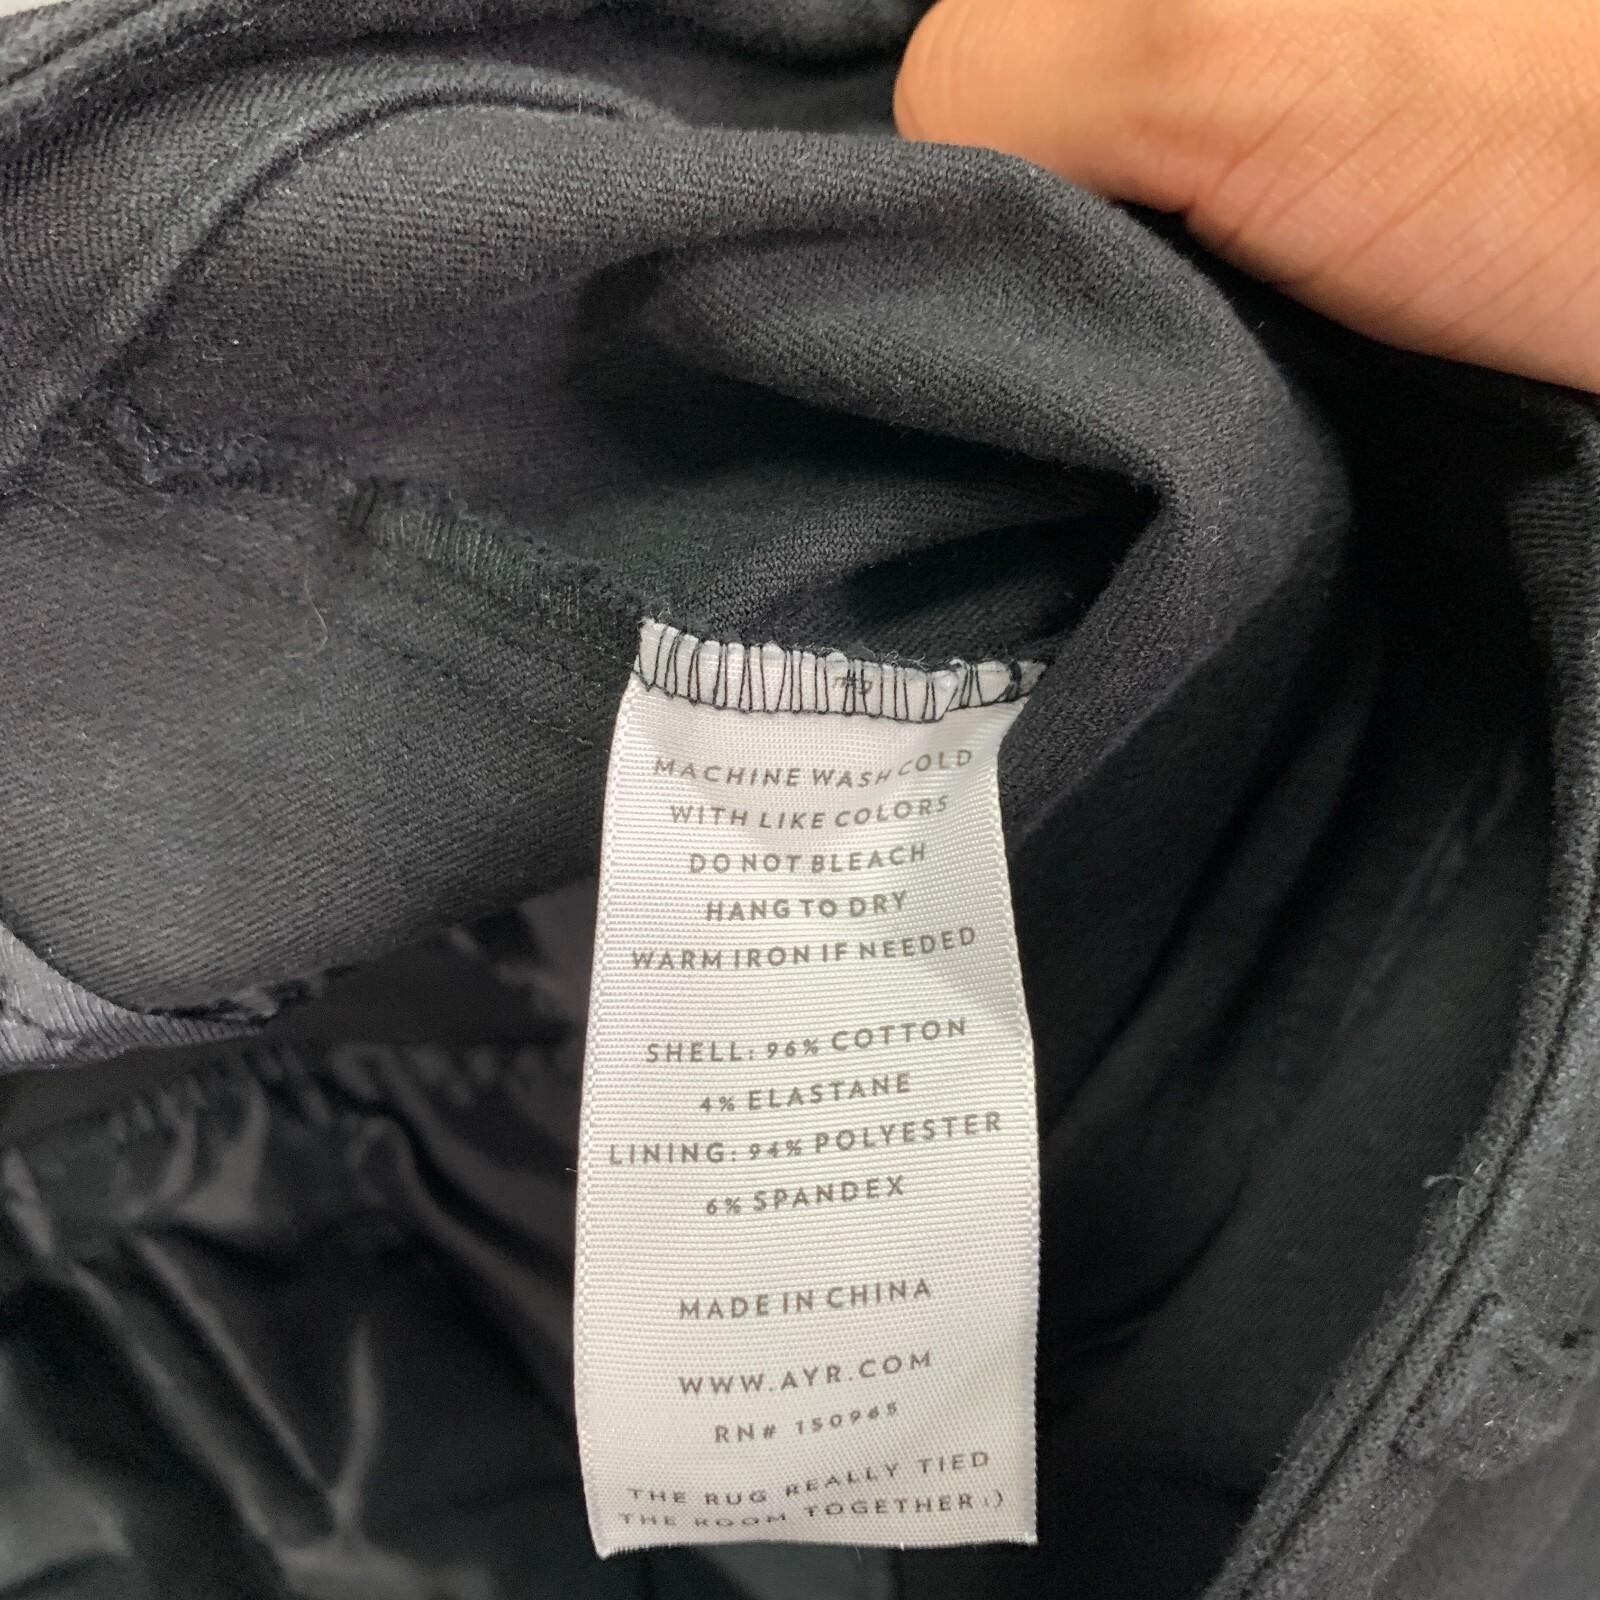 MACHINE WASH COLD
WITH LIKE COLORS
DO NOT BLEACH
HANG TO DRY
WARM IRON IF NEEDED
SHELL: 96% COTTON
4% ELASTANE
LINING: 94% POLYESTER
6% SPANDEX
MADE IN CHINA
WWW.AYR.COM
RN# 150965
THE RUG REALLY TIED
THE ROOM TOGETHER :)